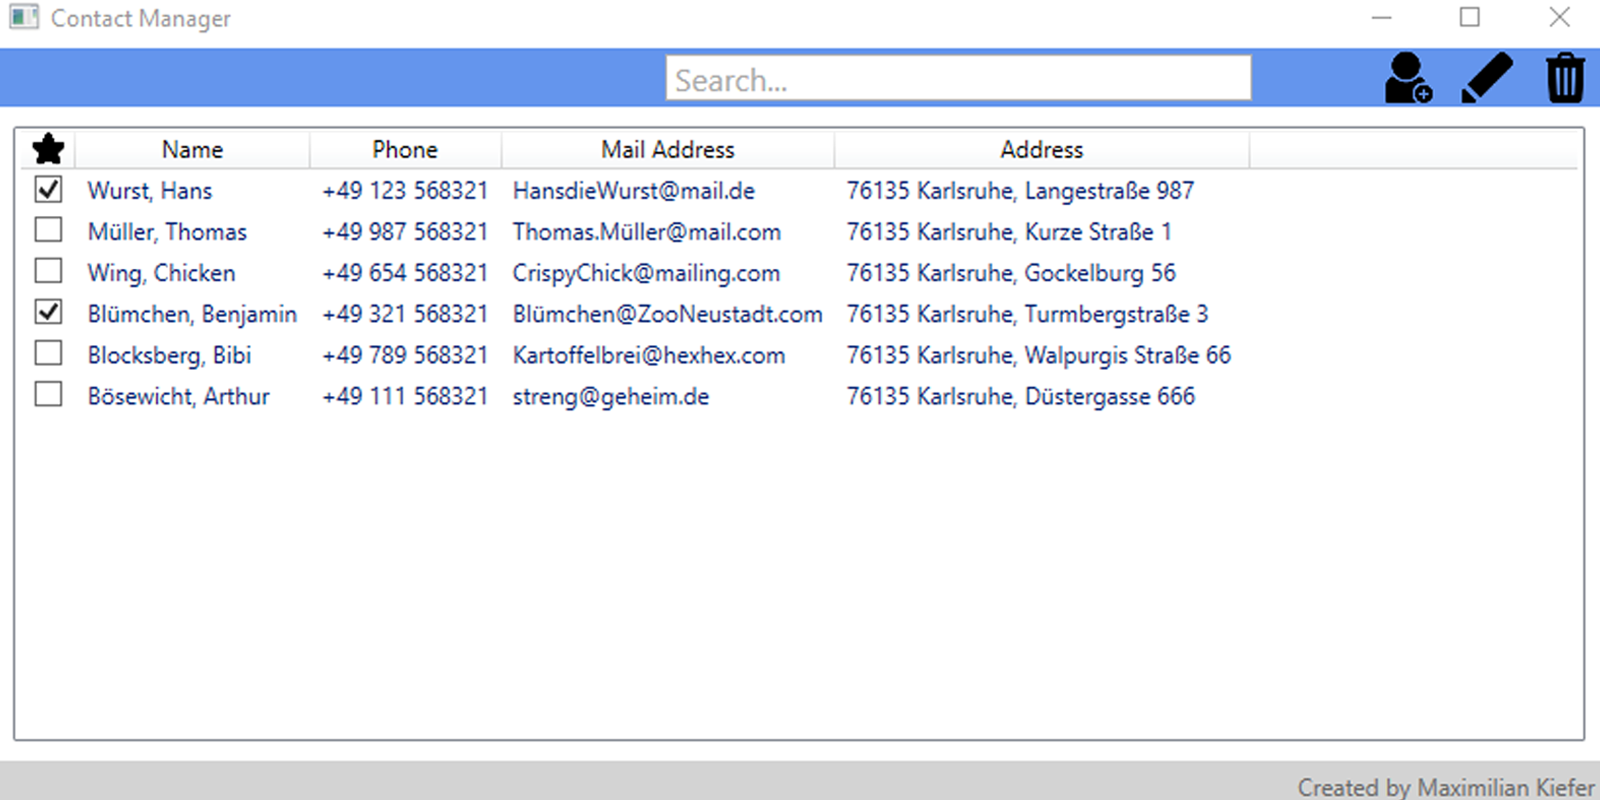 Contact Manager
Search...
Name Phone Mail Address Address
Wurst, Hans +49 123 568321 HansdieWurst@mail.de 76135 Karlsruhe, Langestraße 987
Müller, Thomas +49 987 568321 Thomas.Müller@mail.com 76135 Karlsruhe, Kurze Straße 1
Wing, Chicken +49 654 568321 CrispyChick@mailing.com 76135 Karlsruhe, Gockelburg 56
Blümchen, Benjamin +49 321 568321 Blümchen@ZooNeustadt.com 76135 Karlsruhe, Turmbergstraße 3
Blocksberg, Bibi +49 789 568321 Kartoffelbrei@hexhex.com 76135 Karlsruhe, Walpurgis Straße 66
Bösewicht, Arthur +49 111 568321 streng@geheim.de 76135 Karlsruhe, Düstergasse 666
Created by Maximilian Kiefer